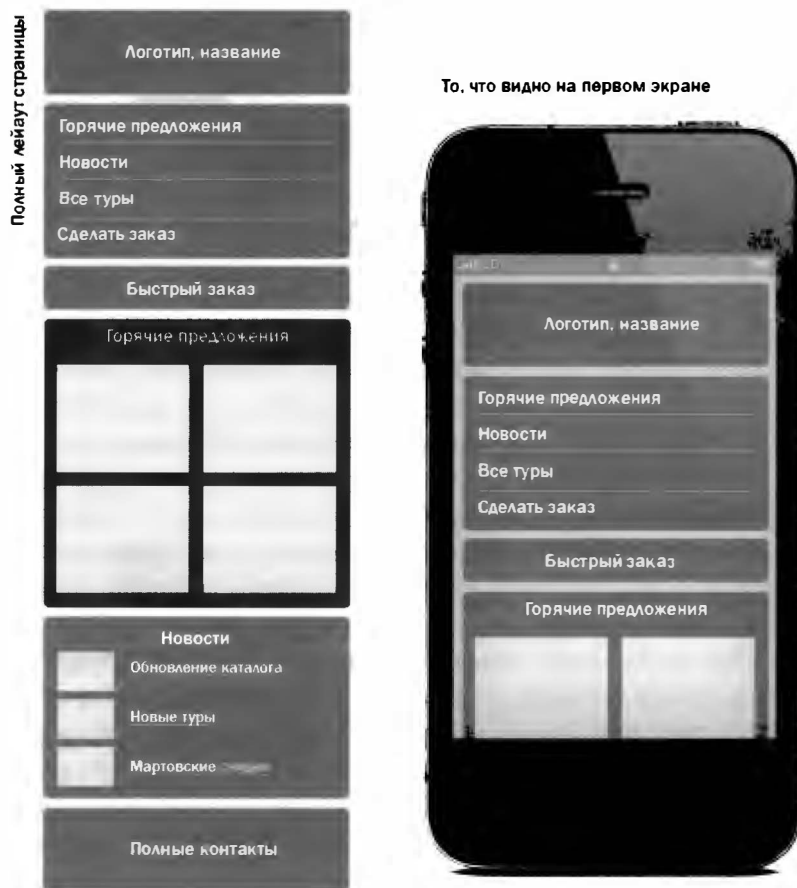 Полный лейаут страницы
Логотип, название
Горячие предложения
Новости
Все туры
Сделать заказ
Быстрый заказ
Горячие предложения
Новости
Обновление каталога
Новые туры
Мартовские
Полные контакты
То, что видно на первом экране
Логотип, название
Горячие предложения
Новости
Все туры
Сделать заказ
Быстрый заказ
Горячие предложения